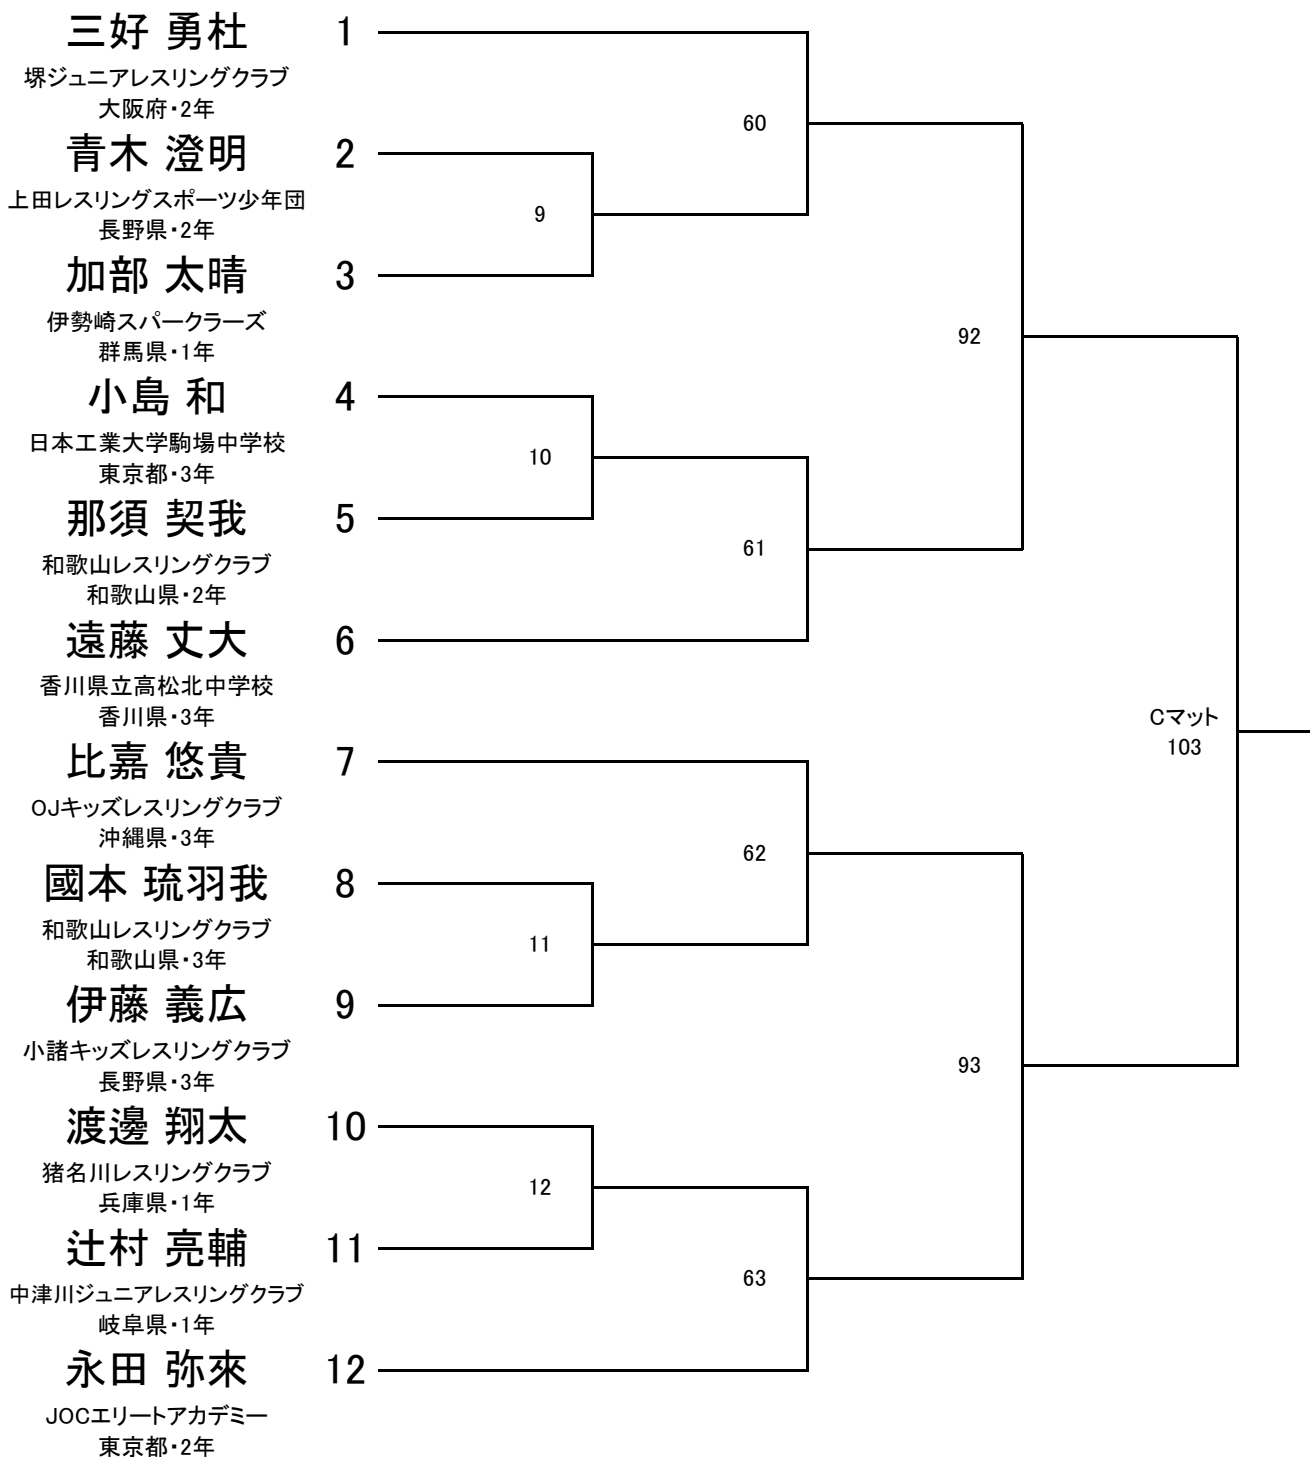 三好 勇杜 1
堺ジュニアレスリングクラブ
大阪府・2年
60
青木 澄明 2
上田レスリングスポーツ少年団
9
長野県・2年
加部 太晴 3
伊勢崎スパークラーズ
92
群馬県・1年
小島 和 4
日本工業大学駒場中学校
10
東京都・3年
那須 契我 5
61
和歌山レスリングクラブ
和歌山県・2年
遠藤 丈大 6
香川県立高松北中学校
香川県・3年
Cマット
103
比嘉 悠貴 7
OJキッズレスリングクラブ
沖縄県・3年
62
國本 琉羽我 8
和歌山レスリングクラブ
11
和歌山県・3年
伊藤 義広 9
小諸キッズレスリングクラブ
93
長野県・3年
渡邊 翔太 10
猪名川レスリングクラブ
12
兵庫県・1年
辻村 亮輔 11
63
中津川ジュニアレスリングクラブ
岐阜県・1年
永田 弥來 12
JOCエリートアカデミー
東京都・2年